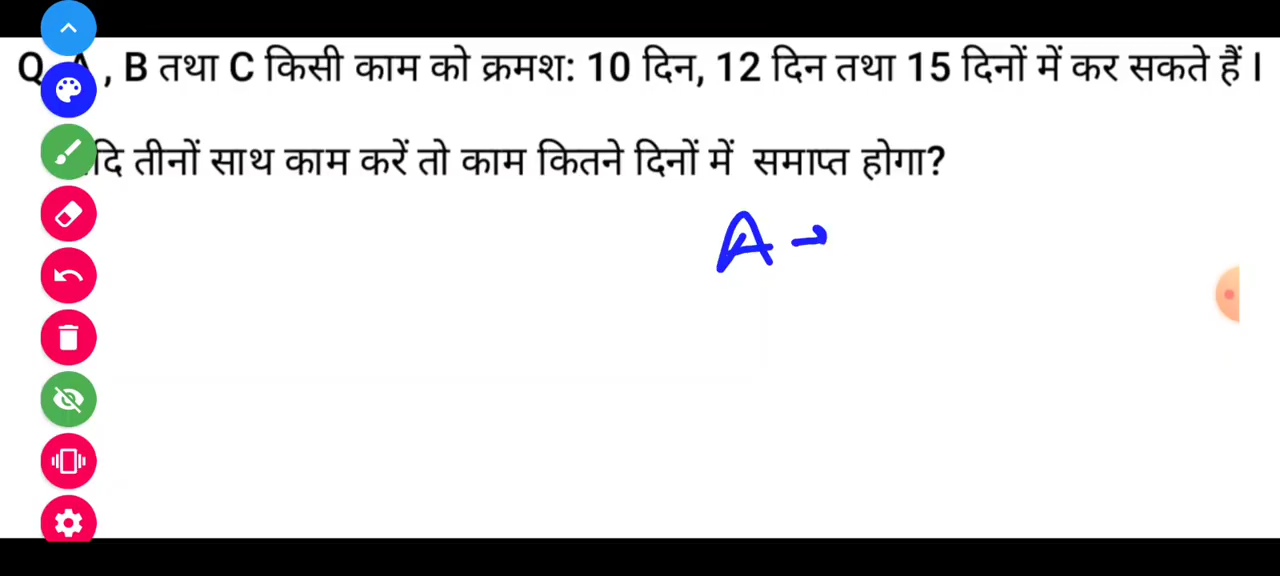 Q. A , B तथा C किसी काम को क्रमश: 10 दिन, 12 दिन तथा 15 दिनों में कर सकते हैं I
दि तीनों साथ काम करें तो काम कितने दिनों में समाप्त होगा?
A →